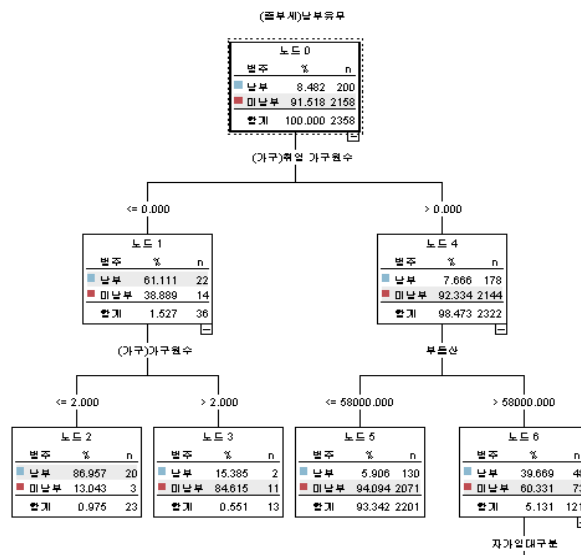 (종부세)납부유무
노드 0
범주 % n
납부 8.482 200
미납부 91.518 2158
합계 100.000 2358
(가구)취업 가구원수
<= 0.000
> 0.000
노드 1
범주 % n
납부 61.111 22
미납부 38.889 14
합계 1.527 36
노드 4
범주 % n
납부 7.666 178
미납부 92.334 2144
합계 98.473 2322
(가구)가구원수
부동산
<= 2.000
> 2.000
<= 58000.000
> 58000.000
노드 2
범주 % n
납부 86.957 20
미납부 13.043 3
합계 0.975 23
노드 3
범주 % n
납부 15.385 2
미납부 84.615 11
합계 0.551 13
노드 5
범주 % n
납부 5.906 130
미납부 94.094 2071
합계 93.342 2201
노드 6
범주 % n
납부 39.669 48
미납부 60.331 73
합계 5.131 121
자가임대구분